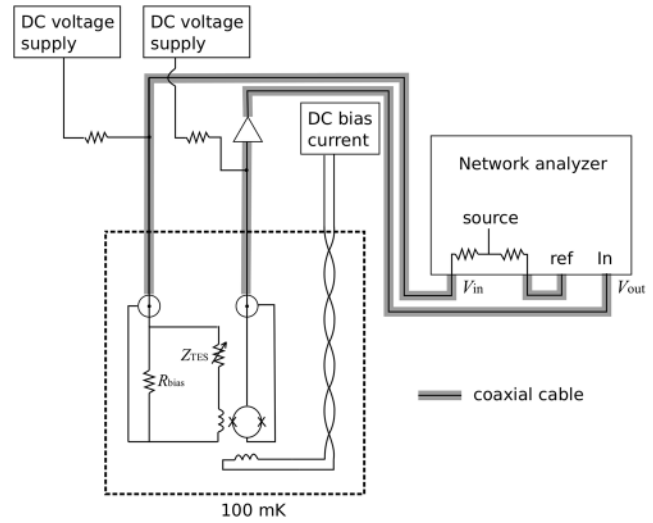 DC voltage
supply
DC voltage
supply
DC bias
current
Network analyzer
source
ref
In
Vin
Vout
ZTES
Rbias
coaxial cable
100 mK